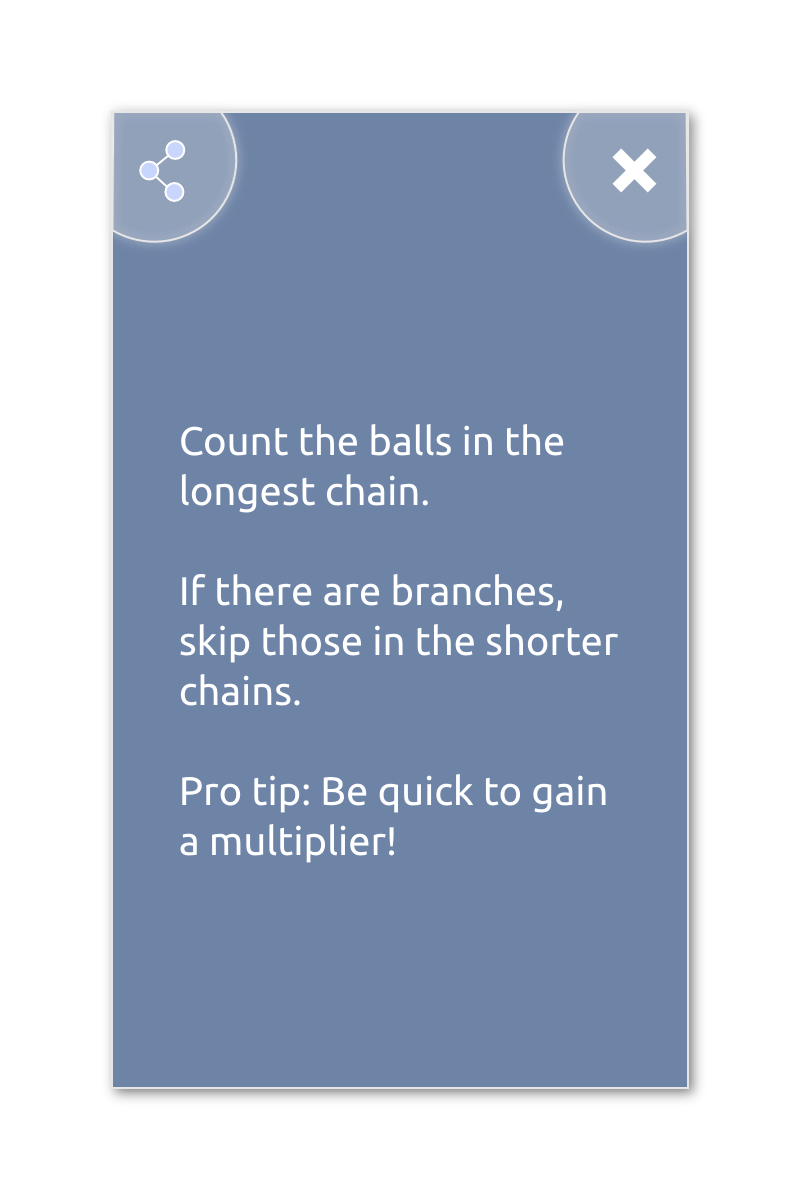 Count the balls in the
longest chain.
If there are branches,
skip those in the shorter
chains.
Pro tip: Be quick to gain
a multiplier!